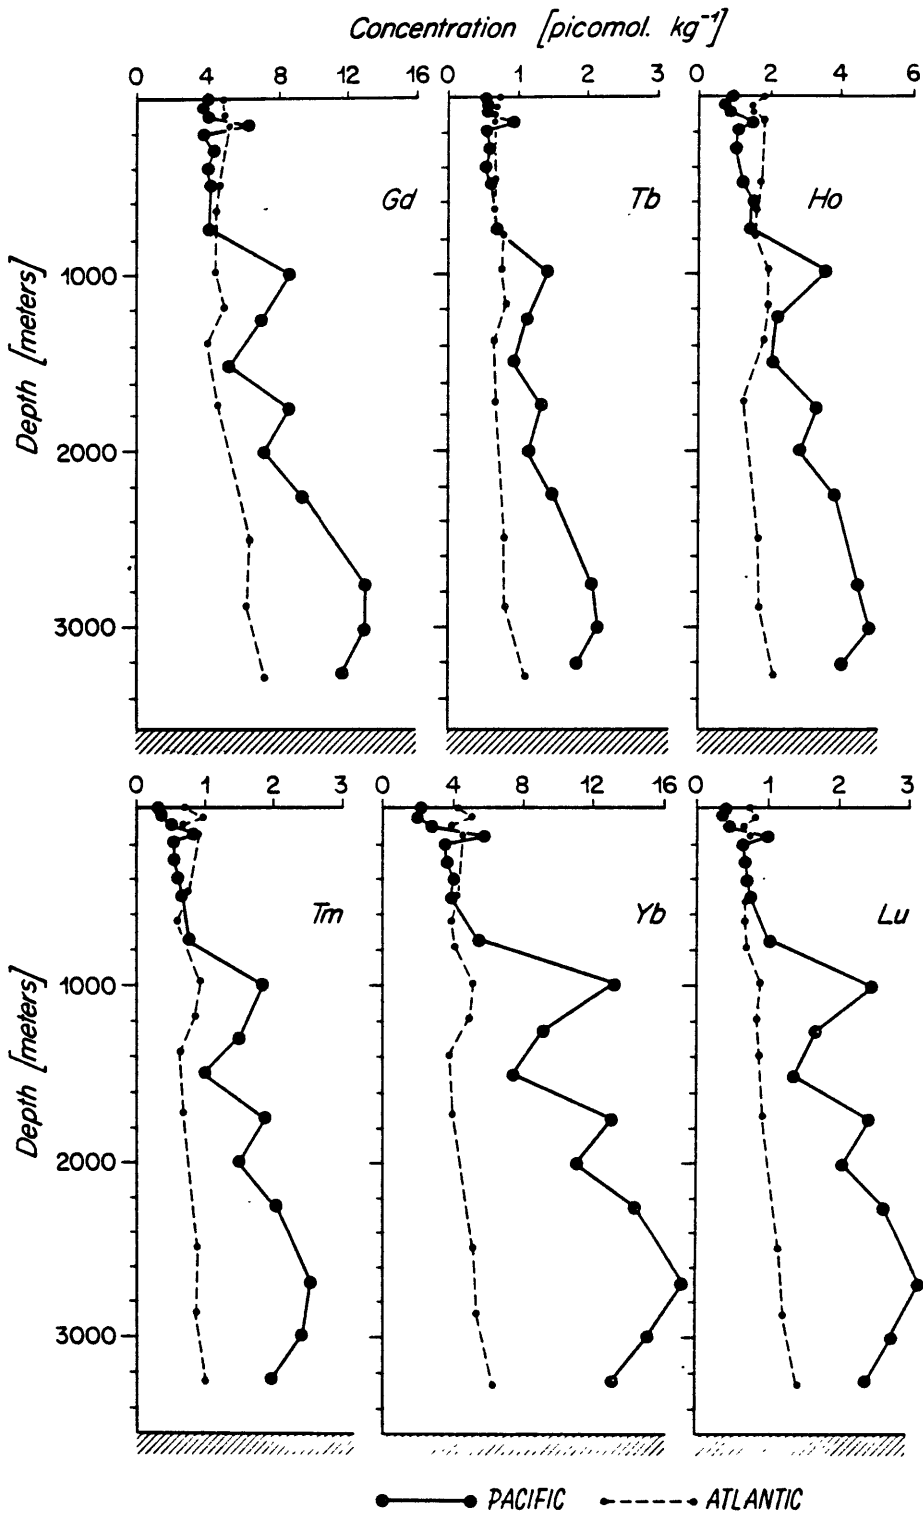 Concentration [picomol. kg⁻¹]
0 4 8 12 16 0 1 2 3 0 2 4 6
Gd Tb Ho
Depth [meters]
1000
2000
3000
0 1 2 3 0 4 8 12 16 0 1 2 3
Tm Yb Lu
Depth [meters]
1000
2000
3000
PACIFIC ATLANTIC